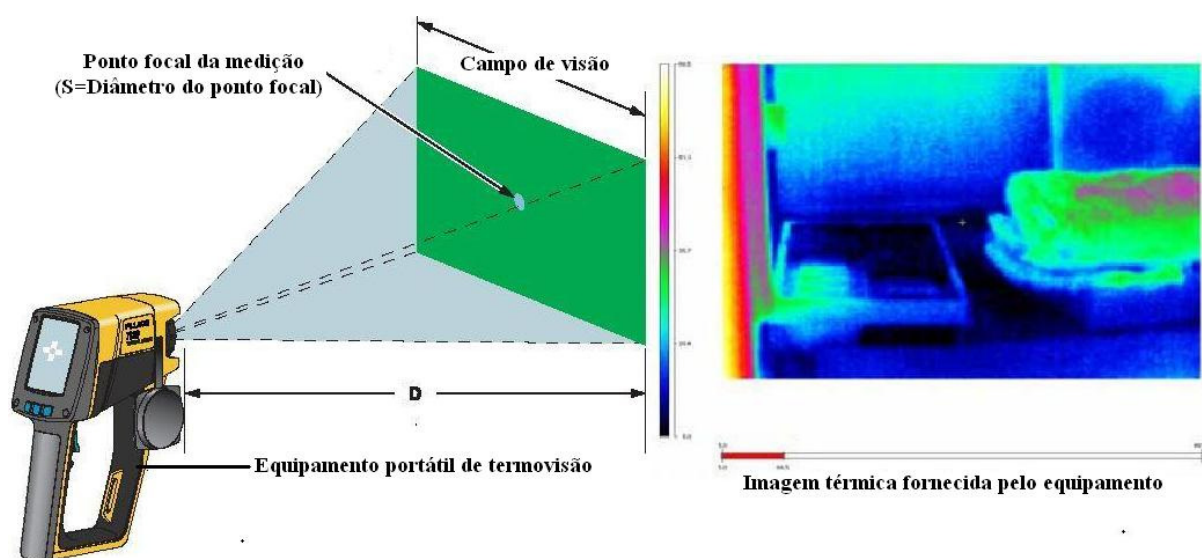 Ponto focal da medição
(S=Diâmetro do ponto focal)
Campo de visão
D
Equipamento portátil de termovisão
Imagem térmica fornecida pelo equipamento